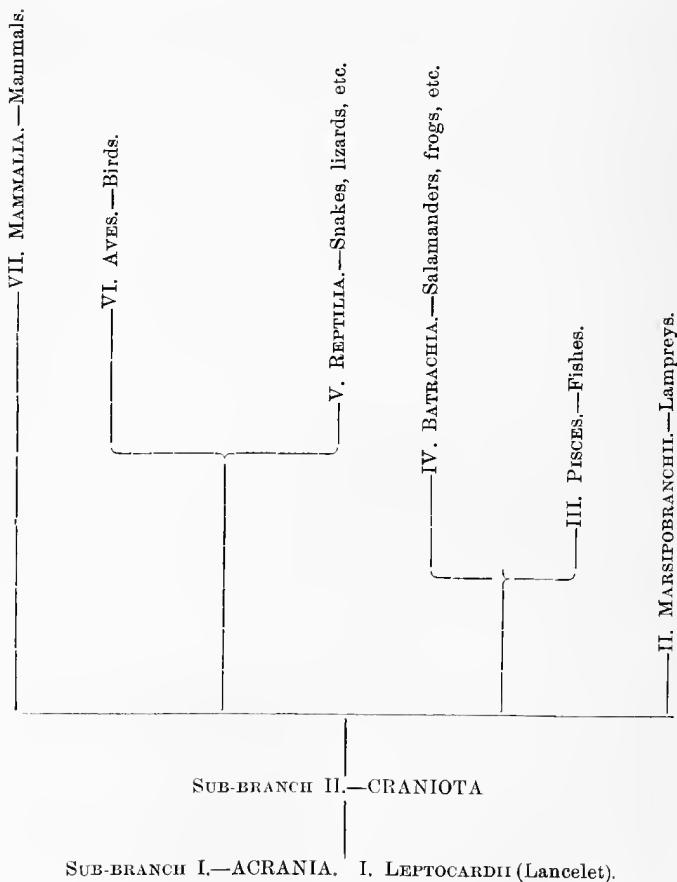 VII. MAMMALIA.—Mammals.
VI. AVES.—Birds.
V. REPTILIA.—Snakes, lizards, etc.
IV. BATRACHIA.—Salamanders, frogs, etc.
III. PISCES.—Fishes.
II. MARSIPOBRANCHII.—Lampreys.
SUB-BRANCH II.—CRANIOTA
SUB-BRANCH I.—ACRANIA. I. LEPTOCARDII (Lancelet).